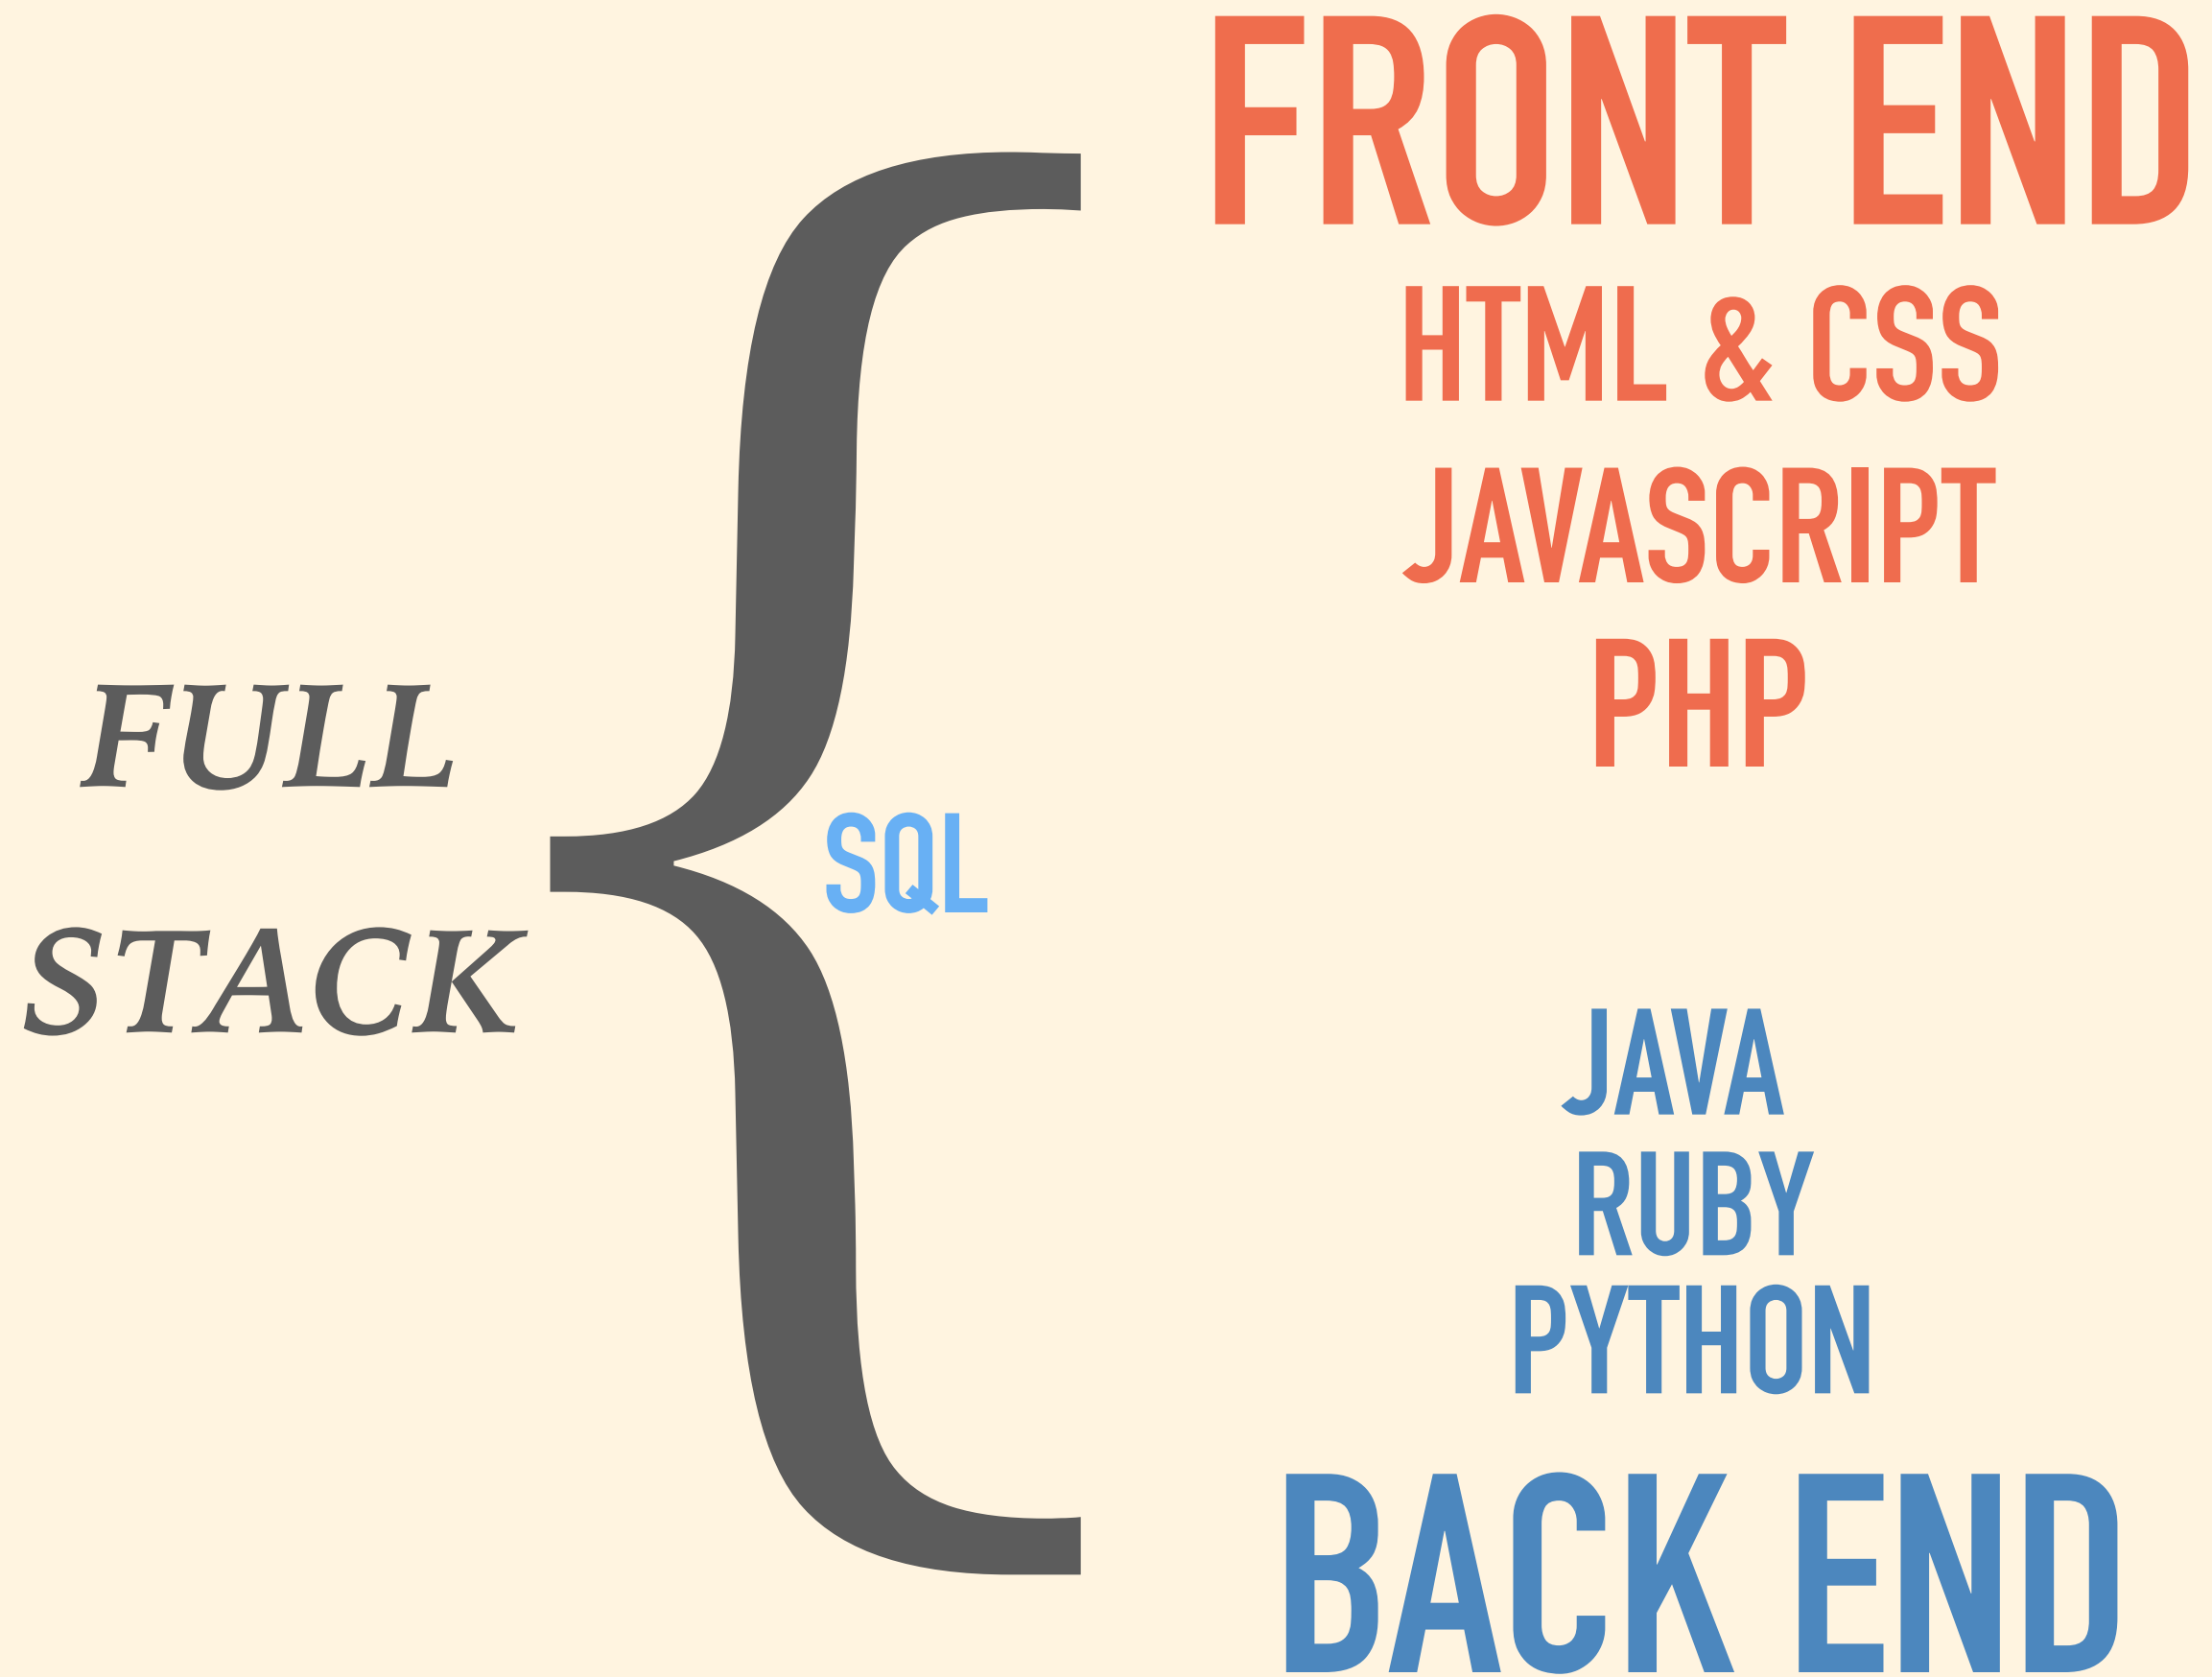 FRONT END
HTML & CSS
JAVASCRIPT
PHP
FULL
STACK
SQL
JAVA
RUBY
PYTHON
BACK END